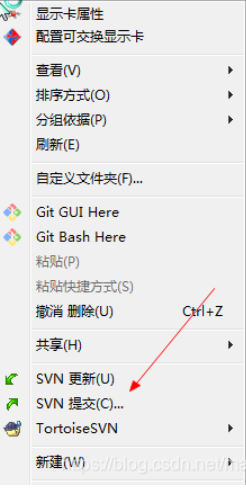 显示卡属性
配置可交换显示卡
查看(V)
排序方式(O)
分组依据(P)
刷新(E)
自定义文件夹(F)...
Git GUI Here
Git Bash Here
粘贴(P)
粘贴快捷方式(S)
撤消 删除(U) Ctrl+Z
共享(H)
SVN 更新(U)
SVN 提交(C)...
TortoiseSVN
新建(W)
https://blog.csdn.net/ma